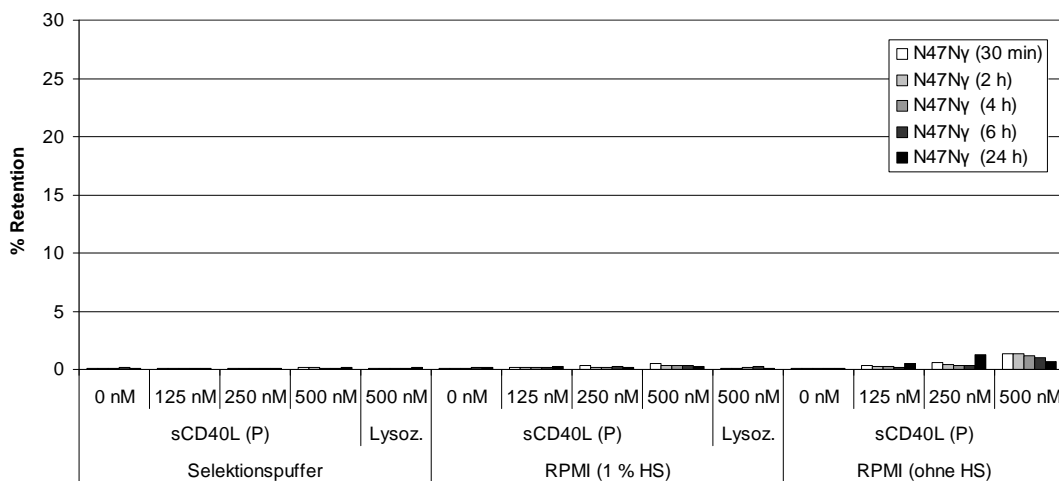 30
25
20
15
10
5
0
% Retention
N47Nγ (30 min)
N47Nγ (2 h)
N47Nγ (4 h)
N47Nγ (6 h)
N47Nγ (24 h)
0 nM 125 nM 250 nM 500 nM 500 nM 0 nM 125 nM 250 nM 500 nM 500 nM 0 nM 125 nM 250 nM 500 nM
sCD40L (P) Lysoz. sCD40L (P) Lysoz. sCD40L (P)
Selektionspuffer RPMI (1 % HS) RPMI (ohne HS)